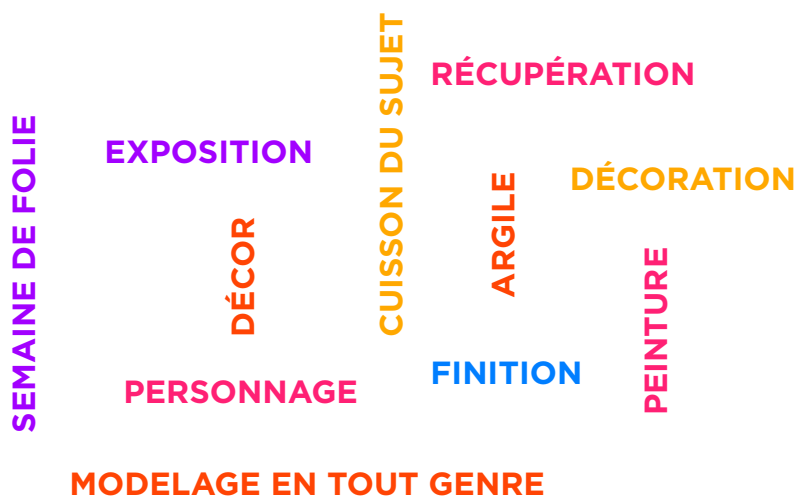 RÉCUPÉRATION
EXPOSITION
DÉCORATION
SEMAINE DE FOLIE
DÉCOR
CUISSON DU SUJET
ARGILE
PEINTURE
FINITION
PERSONNAGE
MODELAGE EN TOUT GENRE